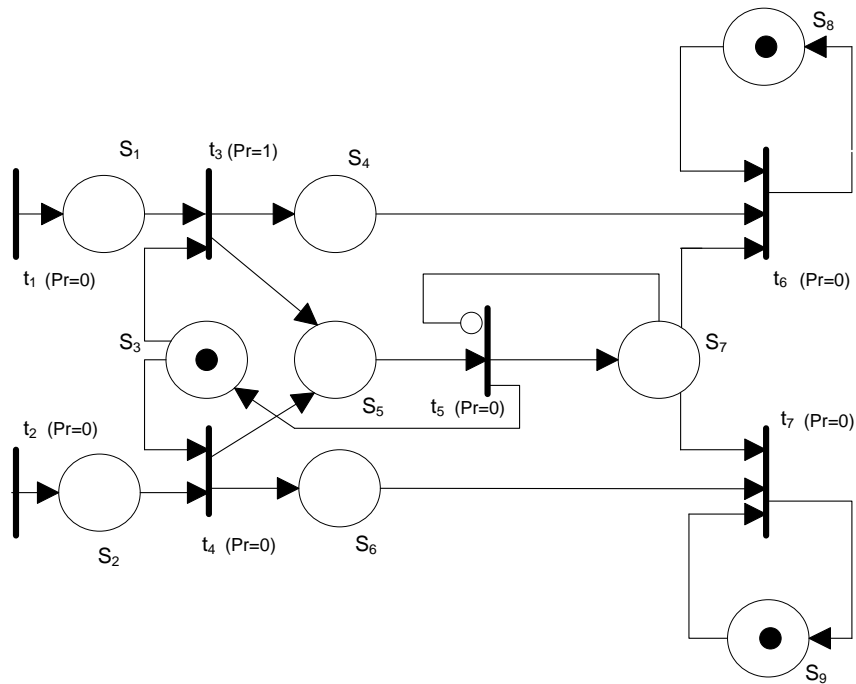 S8
S1
t3 (Pr=1)
S4
t1 (Pr=0)
t6 (Pr=0)
S3
S7
S5
t5 (Pr=0)
t2 (Pr=0)
t7 (Pr=0)
S2
t4 (Pr=0)
S6
S9